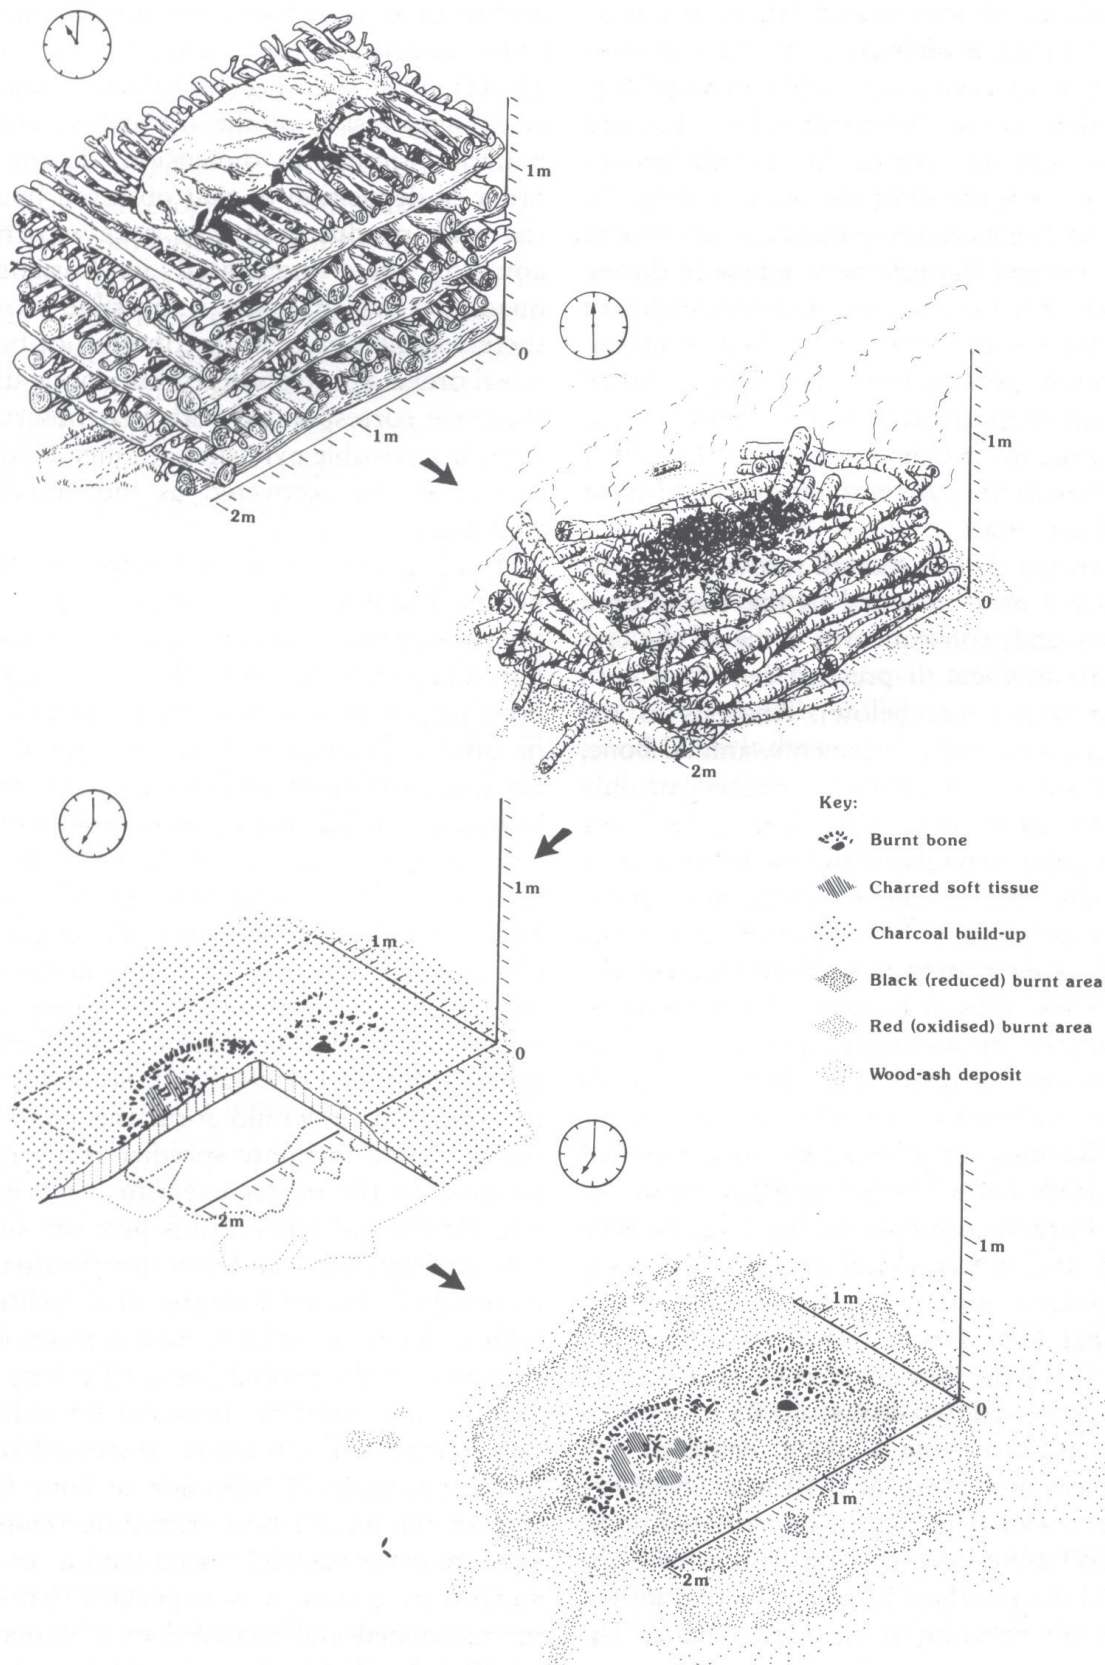 1m
0
1m
2m
1m
0
2m
Key:
Burnt bone
Charred soft tissue
Charcoal build-up
Black (reduced) burnt area
Red (oxidised) burnt area
Wood-ash deposit
1m
1m
0
2m
1m
1m
0
1m
2m